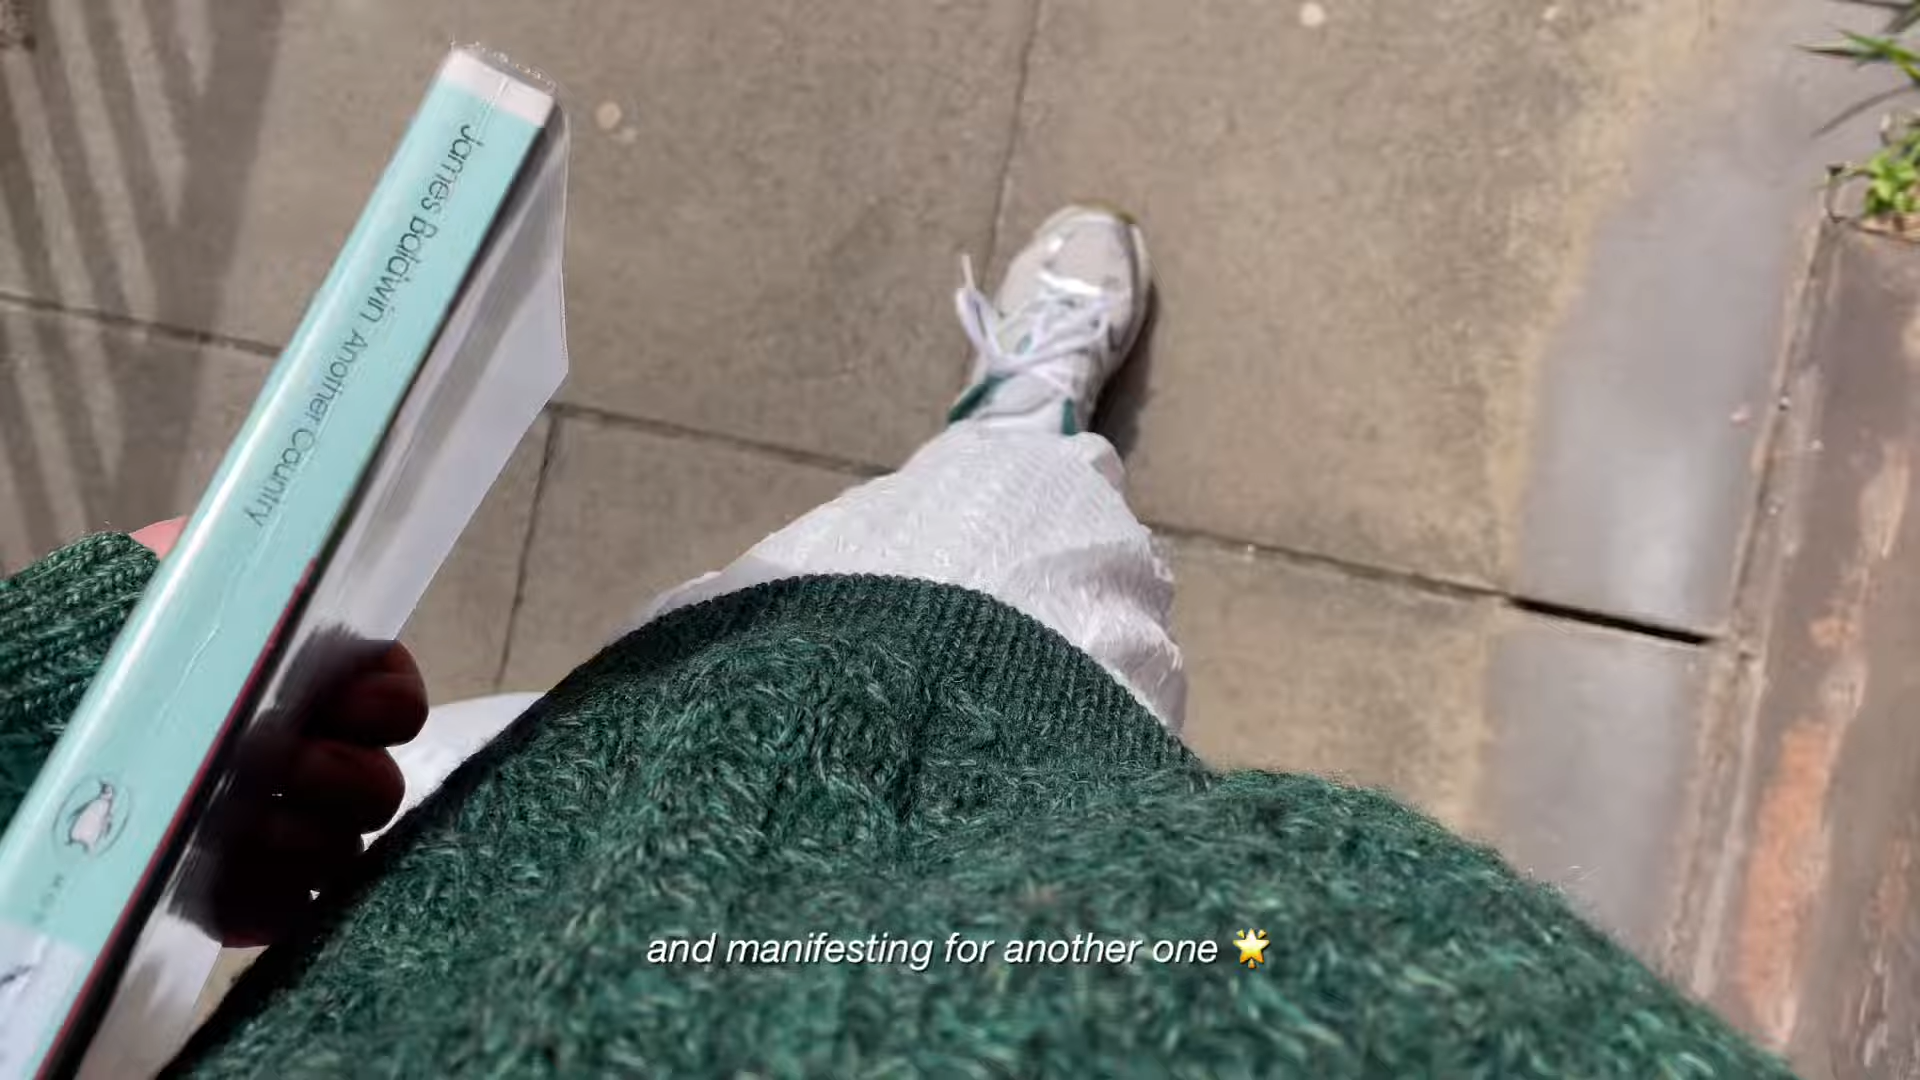 James Baldwin Another Country
and manifesting for another one 🌟